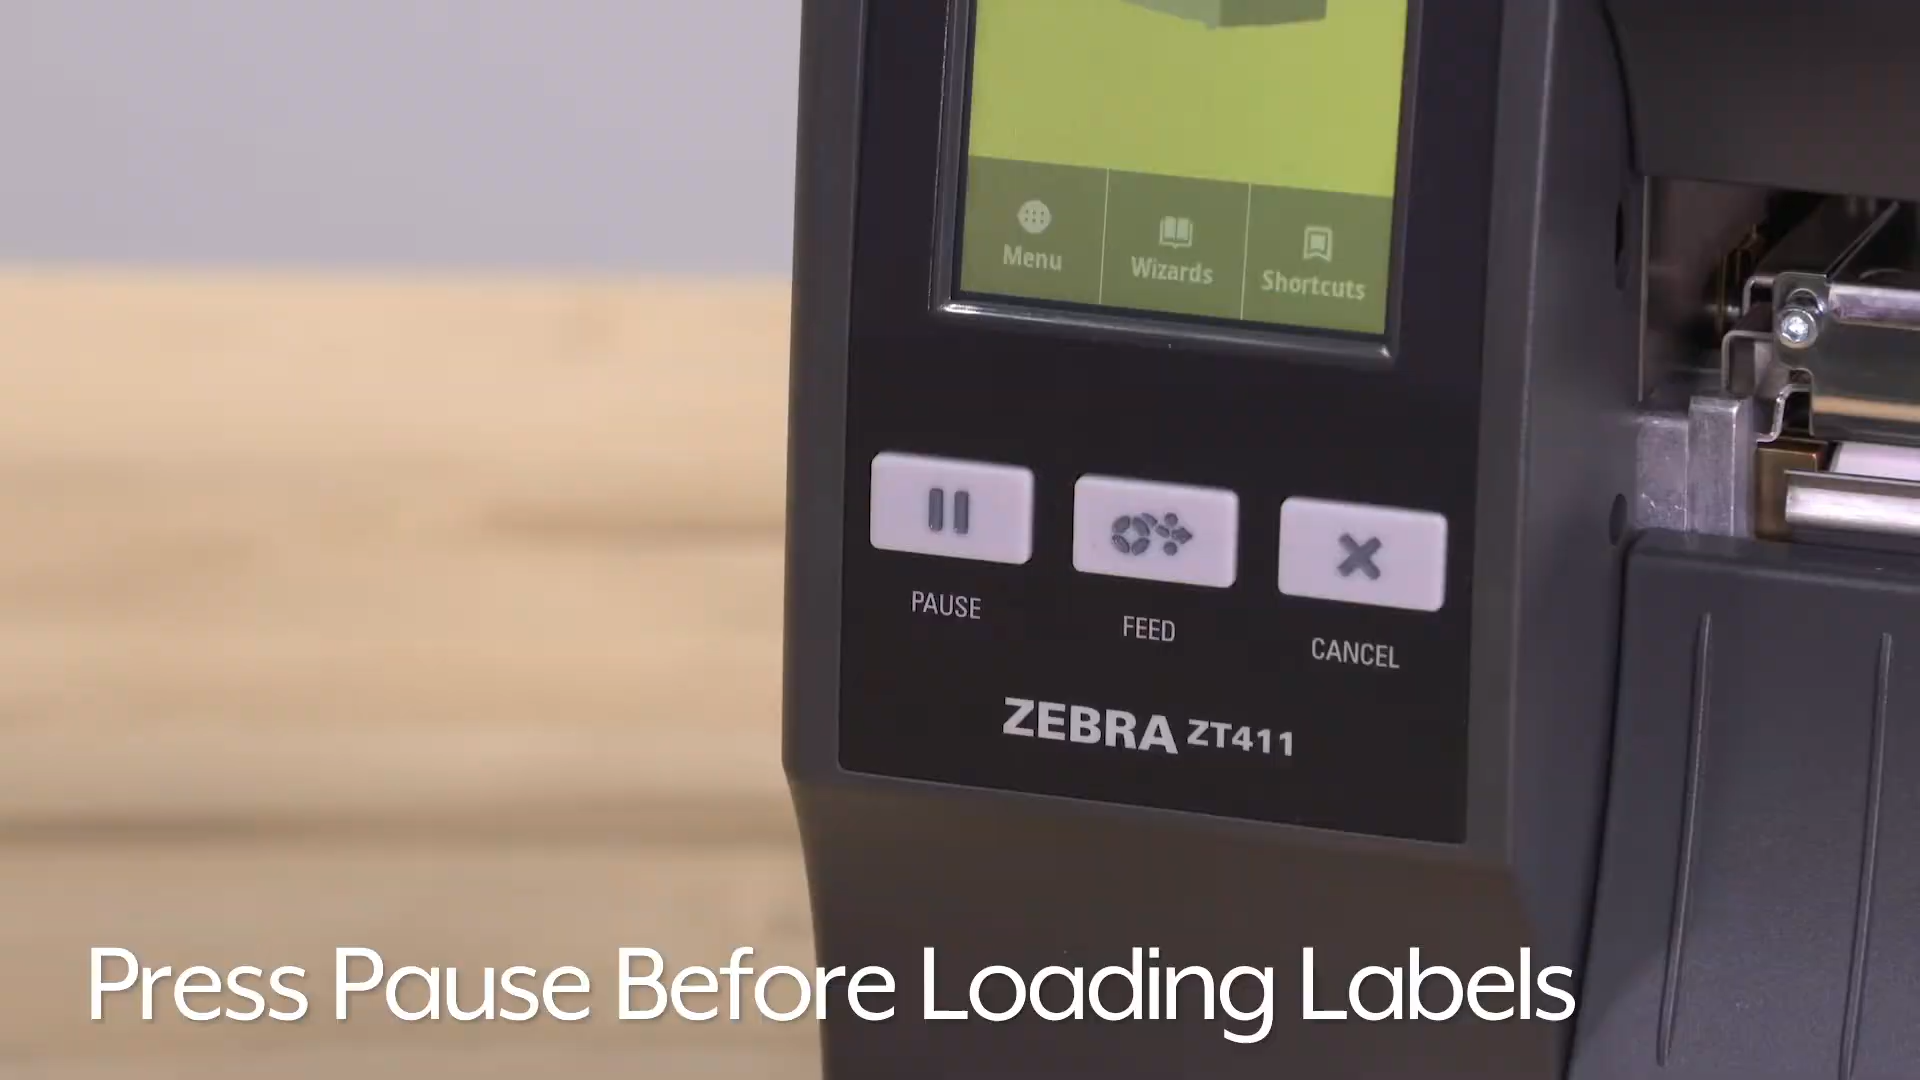 Menu
Wizards
Shortcuts
PAUSE
FEED
CANCEL
ZEBRA ZT411
Press Pause Before Loading Labels